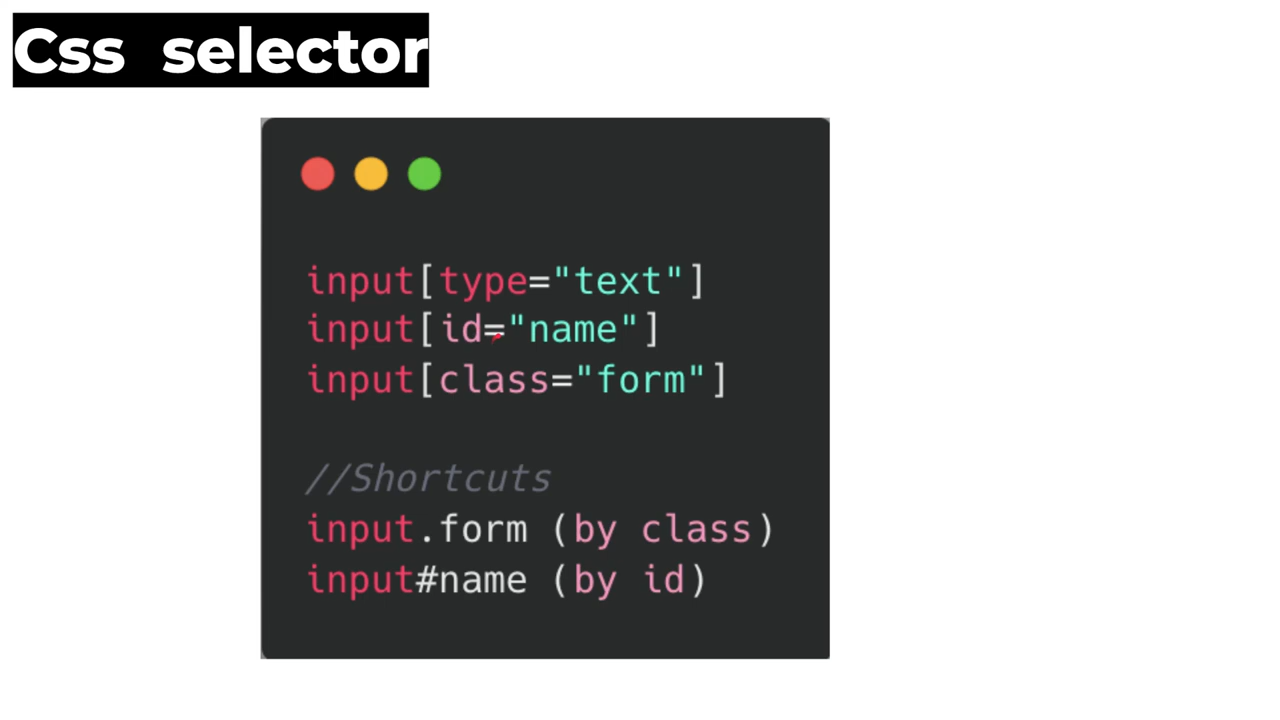 Css selector
input[type="text"]
input[id="name"]
input[class="form"]
//Shortcuts
input.form (by class)
input#name (by id)